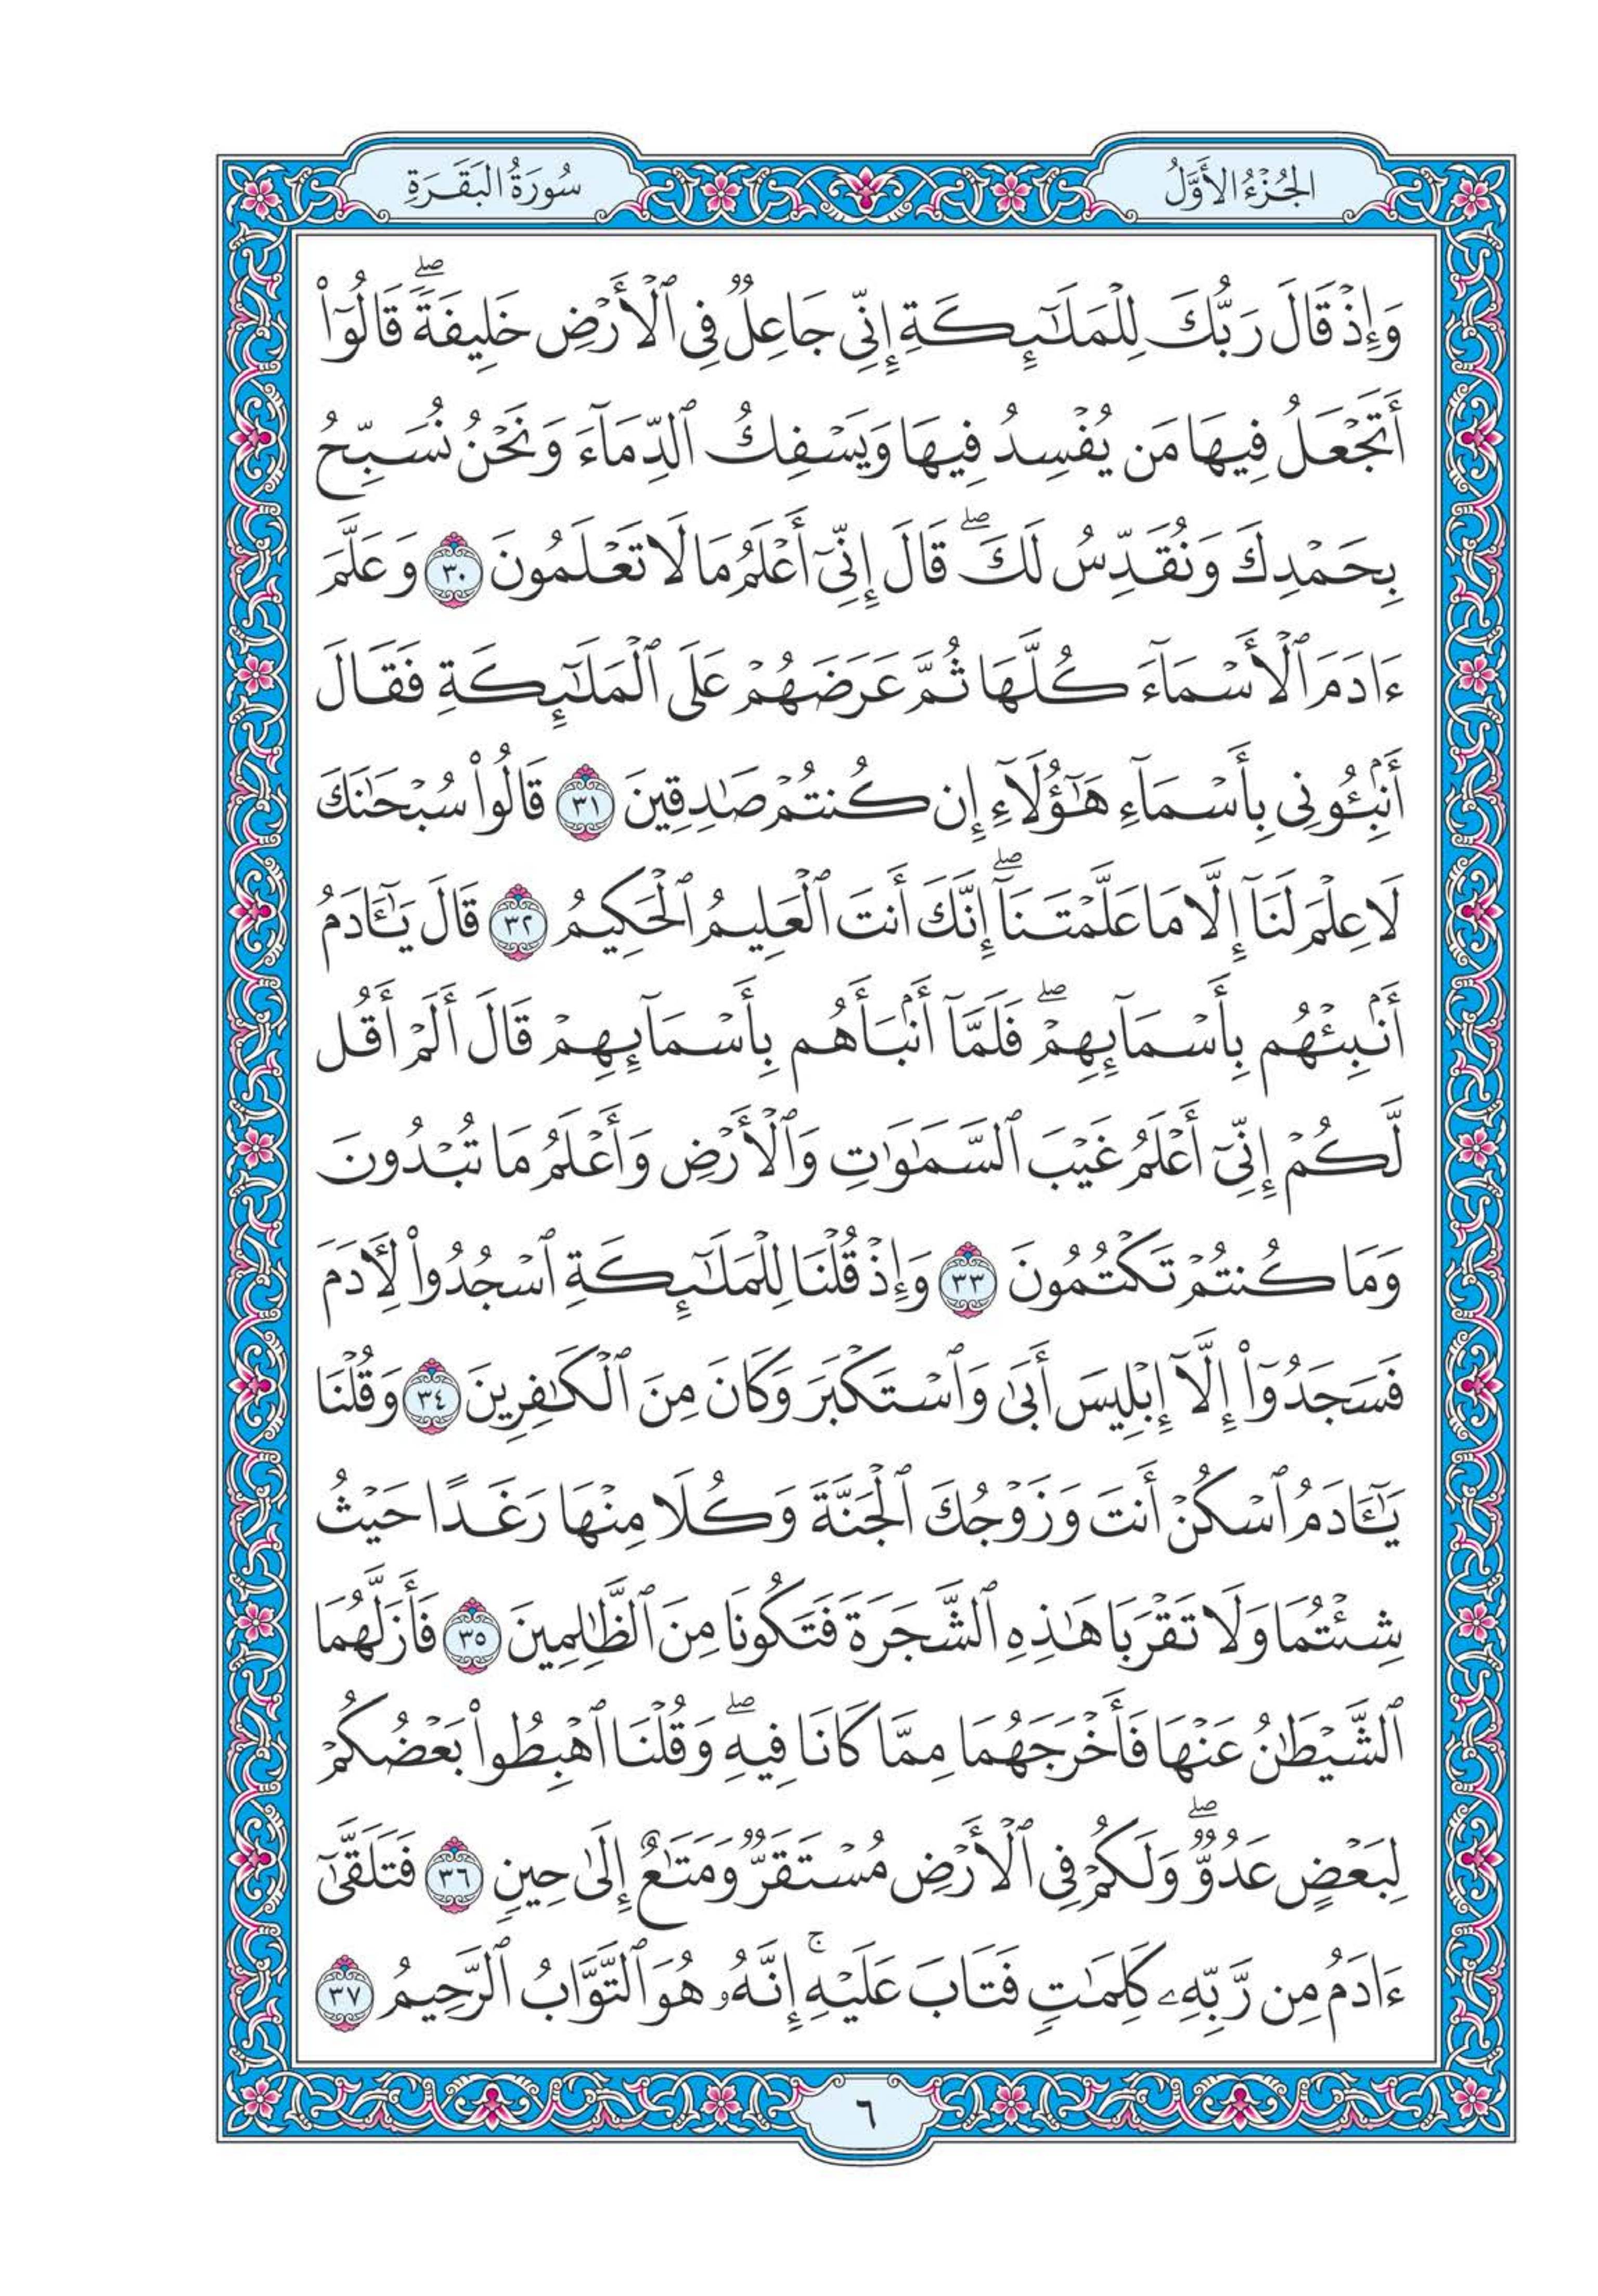 الجُزْءُ الأَوَّلُ
سُورَةُ البَقَرَةِ
وَإِذْ قَالَ رَبُّكَ لِلْمَلَٰٓئِكَةِ إِنِّي جَاعِلٌ فِي ٱلْأَرْضِ خَلِيفَةً ۖ قَالُوٓا۟
أَتَجْعَلُ فِيهَا مَن يُفْسِدُ فِيهَا وَيَسْفِكُ ٱلدِّمَآءَ وَنَحْنُ نُسَبِّحُ
بِحَمْدِكَ وَنُقَدِّسُ لَكَ ۖ قَالَ إِنِّيٓ أَعْلَمُ مَا لَا تَعْلَمُونَ ٣٠ وَعَلَّمَ
ءَادَمَ ٱلْأَسْمَآءَ كُلَّهَا ثُمَّ عَرَضَهُمْ عَلَى ٱلْمَلَٰٓئِكَةِ فَقَالَ
أَنۢبِـُٔونِي بِأَسْمَآءِ هَٰٓؤُلَآءِ إِن كُنتُمْ صَٰدِقِينَ ٣١ قَالُوا۟ سُبْحَٰنَكَ
لَا عِلْمَ لَنَآ إِلَّا مَا عَلَّمْتَنَآ ۖ إِنَّكَ أَنتَ ٱلْعَلِيمُ ٱلْحَكِيمُ ٣٢ قَالَ يَٰٓـَٔادَمُ
أَنۢبِئْهُم بِأَسْمَآئِهِمْ ۖ فَلَمَّآ أَنۢبَأَهُم بِأَسْمَآئِهِمْ قَالَ أَلَمْ أَقُل
لَّكُمْ إِنِّيٓ أَعْلَمُ غَيْبَ ٱلسَّمَٰوَٰتِ وَٱلْأَرْضِ وَأَعْلَمُ مَا تُبْدُونَ
وَمَا كُنتُمْ تَكْتُمُونَ ٣٣ وَإِذْ قُلْنَا لِلْمَلَٰٓئِكَةِ ٱسْجُدُوا۟ لِأٓدَمَ
فَسَجَدُوٓا۟ إِلَّآ إِبْلِيسَ أَبَىٰ وَٱسْتَكْبَرَ وَكَانَ مِنَ ٱلْكَٰفِرِينَ ٣٤ وَقُلْنَا
يَٰٓـَٔادَمُ ٱسْكُنْ أَنتَ وَزَوْجُكَ ٱلْجَنَّةَ وَكُلَا مِنْهَا رَغَدًا حَيْثُ
شِئْتُمَا وَلَا تَقْرَبَا هَٰذِهِ ٱلشَّجَرَةَ فَتَكُونَا مِنَ ٱلظَّٰلِمِينَ ٣٥ فَأَزَلَّهُمَا
ٱلشَّيْطَٰنُ عَنْهَا فَأَخْرَجَهُمَا مِمَّا كَانَا فِيهِ ۖ وَقُلْنَا ٱهْبِطُوا۟ بَعْضُكُمْ
لِبَعْضٍ عَدُوٌّ ۖ وَلَكُمْ فِي ٱلْأَرْضِ مُسْتَقَرٌّ وَمَتَٰعٌ إِلَىٰ حِينٍ ٣٦ فَتَلَقَّىٰٓ
ءَادَمُ مِن رَّبِّهِۦ كَلِمَٰتٍ فَتَابَ عَلَيْهِ ۚ إِنَّهُۥ هُوَ ٱلتَّوَّابُ ٱلرَّحِيمُ ٣٧
٦